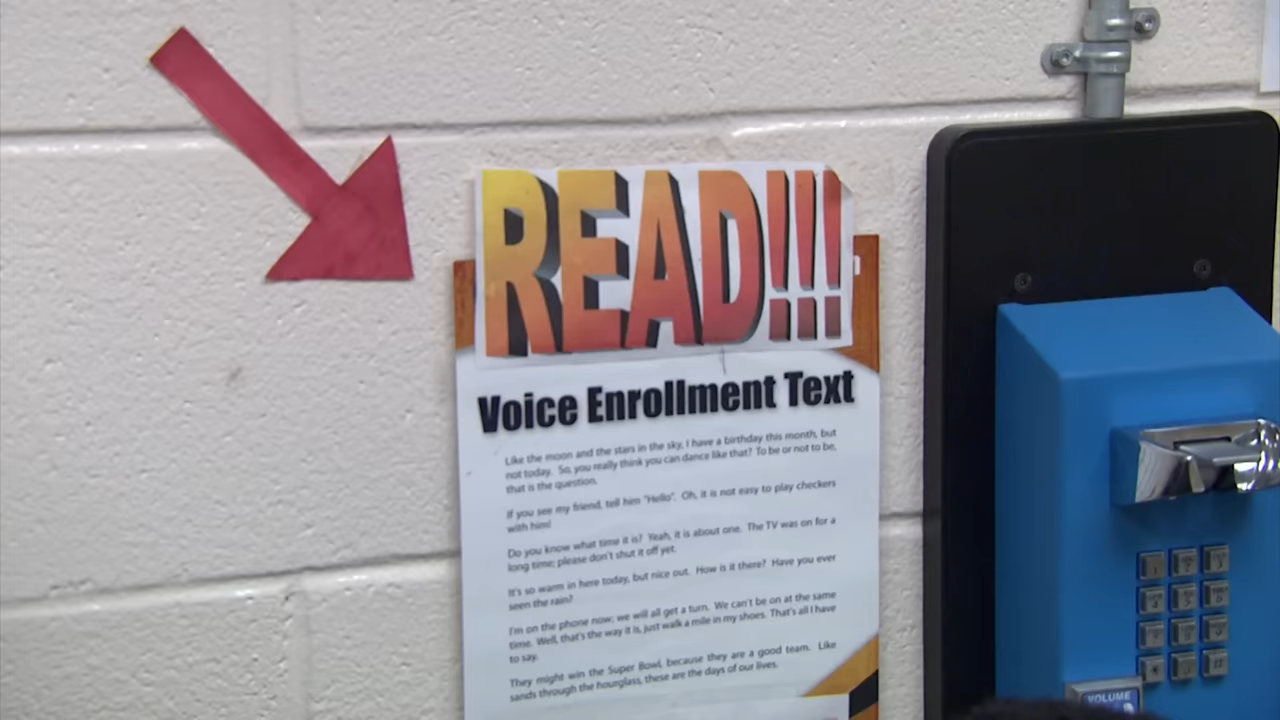 READ!!!
Voice Enrollment Text
Like the moon and the stars in the sky, I have a birthday this month, but
not today. So, you really think you can dance like that? To be or not to be,
that is the question.
If you see my friend, tell him "Hello". Oh, it is not easy to play checkers
with him!
Do you know what time it is? Yeah, it is about one. The TV was on for a
long time; please don't shut it off yet.
It's so warm in here today, but nice out. How is it there? Have you ever
seen the rain?
I'm on the phone now; we will all get a turn. We can't be on at the same
time. Well, that's the way it is, just walk a mile in my shoes. That's all I have
to say.
They might win the Super Bowl, because they are a good team. Like
sands through the hourglass, these are the days of our lives.
VOLUME